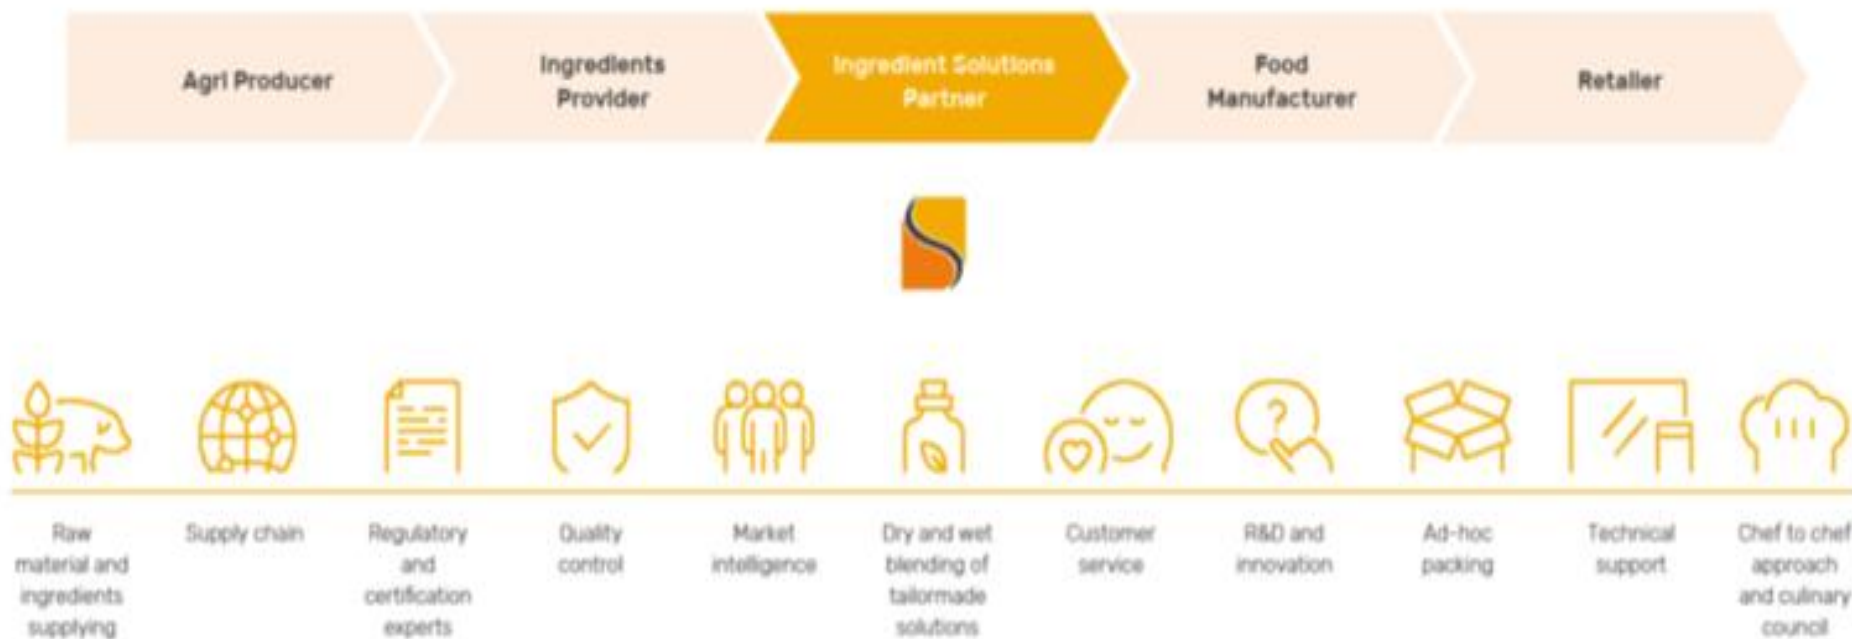 Agri Producer
Ingredients
Provider
Ingredient Solutions
Partner
Food
Manufacturer
Retailer
Raw
material and
ingredients
supplying
Supply chain
Regulatory
and
certification
experts
Quality
control
Market
intelligence
Dry and wet
blending of
tailormade
solutions
Customer
service
R&D and
innovation
Ad-hoc
packing
Technical
support
Chef to chef
approach
and culinary
council